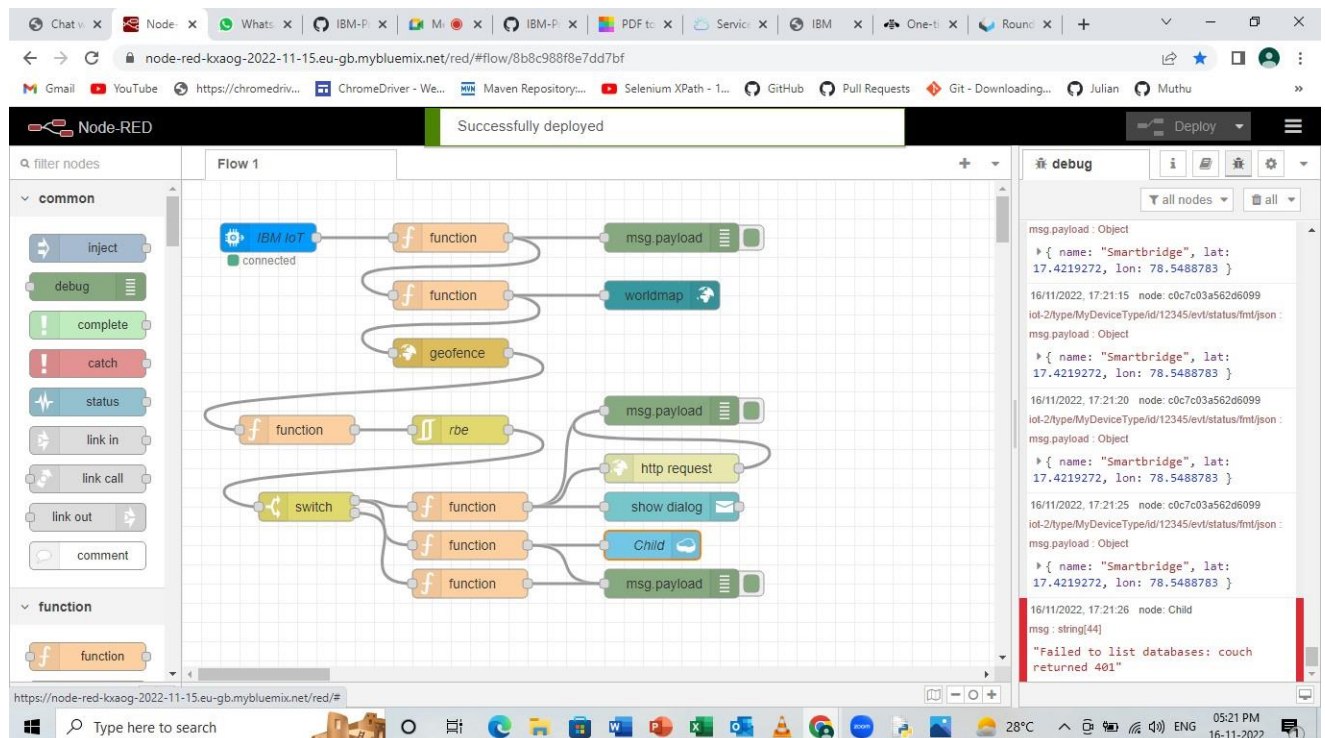 Chat w
Node-
Whats
IBM-P
Me
IBM-P
PDF to
Service
IBM
One-ti
Round
node-red-kxaog-2022-11-15.eu-gb.mybluemix.net/red/#flow/8b8c988f8e7dd7bf
Gmail
YouTube
https://chromedriv...
ChromeDriver - We...
MVN
Maven Repository:...
Selenium XPath - 1...
GitHub
Pull Requests
Git - Downloading...
Julian
Muthu
»
Node-RED
Successfully deployed
Deploy
filter nodes
Flow 1
debug
i
all nodes
all
common
inject
debug
complete
catch
status
link in
link call
link out
comment
function
function
IBM IoT
connected
function
msg.payload
function
worldmap
geofence
function
rbe
msg.payload
http request
switch
function
show dialog
function
Child
function
msg.payload
msg.payload : Object
{ name: "Smartbridge", lat:
17.4219272, lon: 78.5488783 }
16/11/2022, 17:21:15 node: c0c7c03a562d6099
iot-2/type/MyDeviceType/id/12345/evt/status/fmt/json :
msg.payload : Object
{ name: "Smartbridge", lat:
17.4219272, lon: 78.5488783 }
16/11/2022, 17:21:20 node: c0c7c03a562d6099
iot-2/type/MyDeviceType/id/12345/evt/status/fmt/json :
msg.payload : Object
{ name: "Smartbridge", lat:
17.4219272, lon: 78.5488783 }
16/11/2022, 17:21:25 node: c0c7c03a562d6099
iot-2/type/MyDeviceType/id/12345/evt/status/fmt/json :
msg.payload : Object
{ name: "Smartbridge", lat:
17.4219272, lon: 78.5488783 }
16/11/2022, 17:21:26 node: Child
msg : string[44]
"Failed to list databases: couch
returned 401"
https://node-red-kxaog-2022-11-15.eu-gb.mybluemix.net/red/#
Type here to search
zoom
28°C
ENG
05:21 PM
16-11-2022